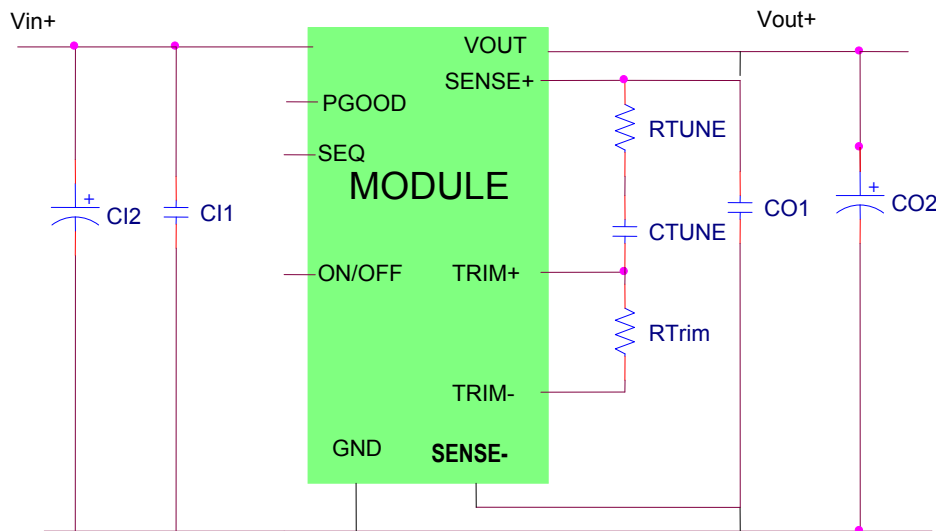 Vin+
Vout+
VOUT
SENSE+
PGOOD
RTUNE
SEQ
MODULE
+
CI2
CI1
CO1
+
CO2
CTUNE
ON/OFF
TRIM+
RTrim
TRIM-
GND
SENSE-